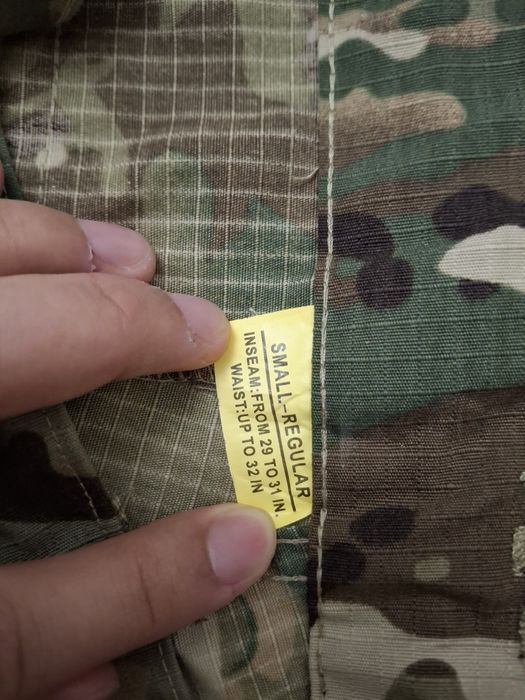 SMALL-REGULAR
INSEAM:FROM 29 TO 31 IN.
WAIST:UP TO 32 IN